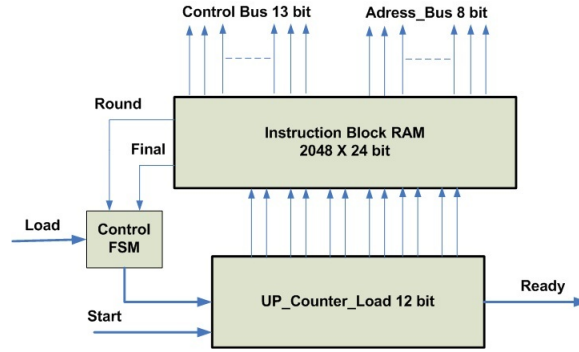 Control Bus 13 bit
Adress_Bus 8 bit
Round
Instruction Block RAM
2048 X 24 bit
Final
Load
Control
FSM
UP_Counter_Load 12 bit
Ready
Start